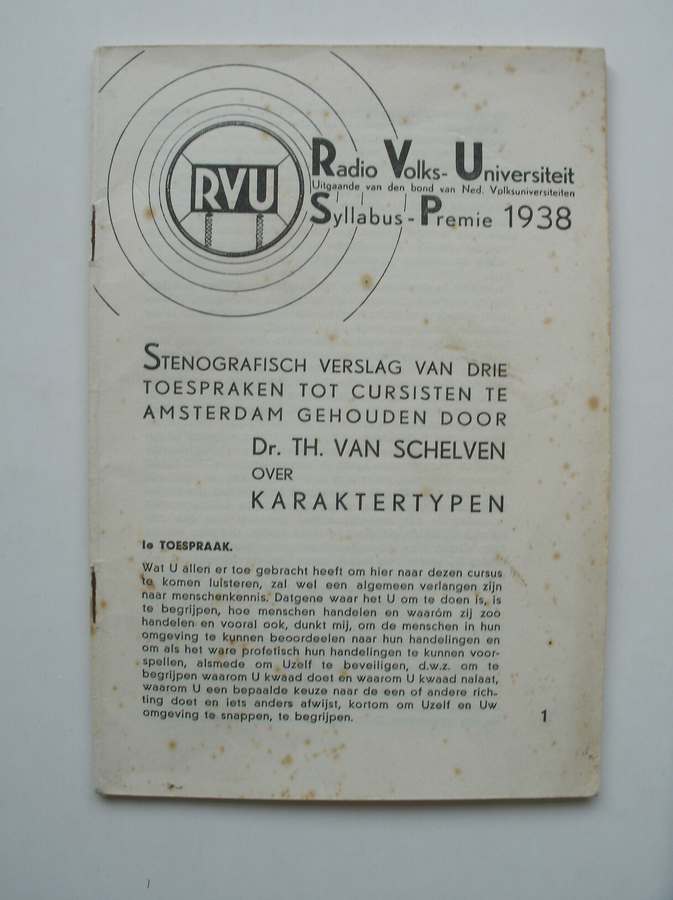 RVU
Radio Volks-Universiteit
Uitgaande van den bond van Ned. Volksuniversiteiten
Syllabus-Premie 1938
STENOGRAFISCH VERSLAG VAN DRIE
TOESPRAKEN TOT CURSISTEN TE
AMSTERDAM GEHOUDEN DOOR
Dr. TH. VAN SCHELVEN
OVER
KARAKTERTYPEN
Ie TOESPRAAK.
Wat U allen er toe gebracht heeft om hier naar dezen cursus
te komen luisteren, zal wel een algemeen verlangen zijn
naar menschenkennis. Datgene waar het U om te doen is, is
te begrijpen, hoe menschen handelen en waaróm zij zoo
handelen en vooral ook, dunkt mij, om de menschen in hun
omgeving te kunnen beoordeelen naar hun handelingen en
om als het ware profetisch hun handelingen te kunnen voor-
spellen, alsmede om Uzelf te beveiligen, d.w.z. om te
begrijpen waarom U kwaad doet en waarom U kwaad nalaat,
waarom U een bepaalde keuze naar de een of andere rich-
ting doet en iets anders afwijst, kortom om Uzelf en Uw
omgeving te snappen, te begrijpen.
1